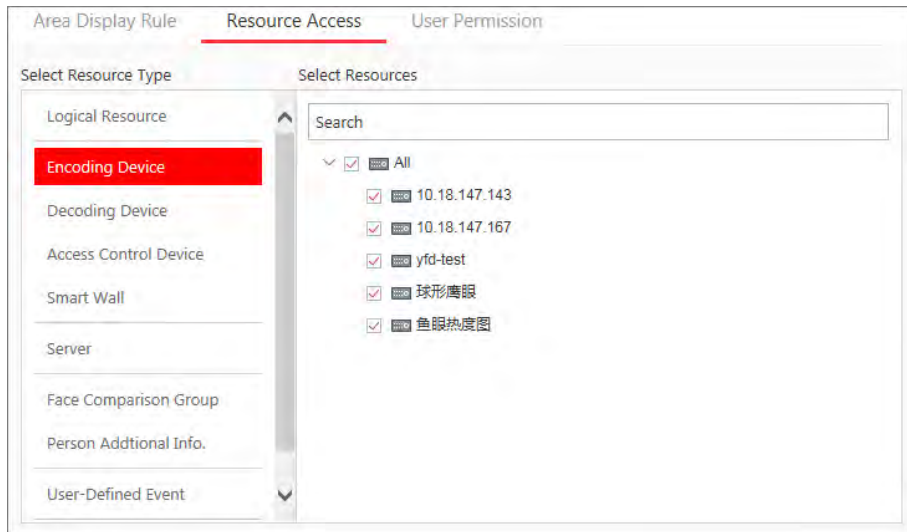 Area Display Rule Resource Access User Permission
Select Resource Type
Logical Resource
Encoding Device
Decoding Device
Access Control Device
Smart Wall
Server
Face Comparison Group
Person Addtional Info.
User-Defined Event
Select Resources
Search
All
10.18.147.143
10.18.147.167
yfd-test
球形鹰眼
鱼眼热度图